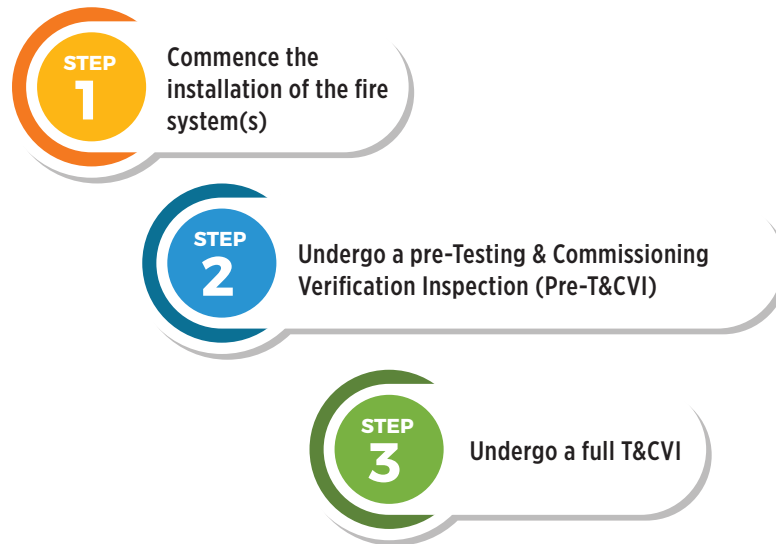 STEP
1
Commence the
installation of the fire
system(s)
STEP
2
Undergo a pre-Testing & Commissioning
Verification Inspection (Pre-T&CVI)
STEP
3
Undergo a full T&CVI